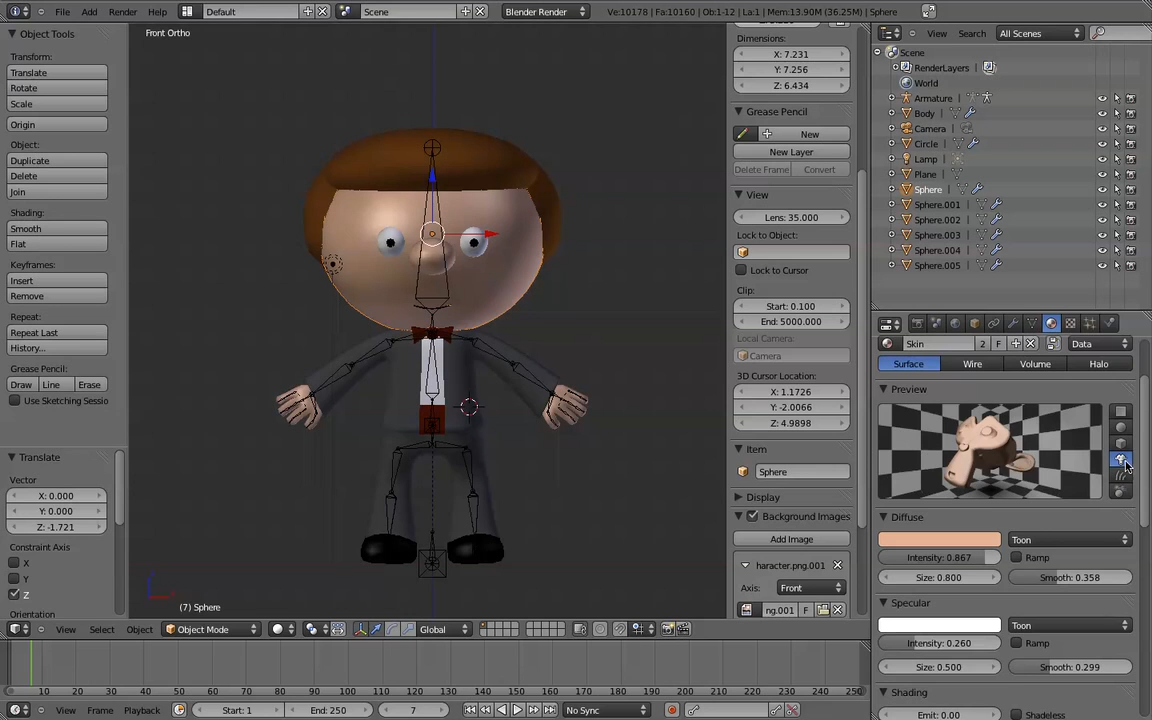 File Add Render Help Default Scene Blender Render Ve:10178 | Fa:10160 | Ob:1-12 | La:1 | Mem:13.90M (36.25M) | Sphere
Object Tools
Transform:
Translate
Rotate
Scale
Origin
Object:
Duplicate
Delete
Join
Shading:
Smooth
Flat
Keyframes:
Insert
Remove
Repeat:
Repeat Last
History...
Grease Pencil:
Draw Line Erase
Use Sketching Sessio
Translate
Vector
X: 0.000
Y: 0.000
Z: -1.721
Constraint Axis
X
Y
Z
Orientation
Front Ortho
(7) Sphere
Dimensions:
X: 7.231
Y: 7.256
Z: 6.434
Grease Pencil
New
New Layer
Delete Frame Convert
View
Lens: 35.000
Lock to Object:
Lock to Cursor
Clip:
Start: 0.100
End: 5000.000
Local Camera:
Camera
3D Cursor Location:
X: 1.1726
Y: -2.0066
Z: 4.9898
Item
Sphere
Display
Background Images
Add Image
haracter.png.001
Axis: Front
ng.001 F
View Search All Scenes
Scene
RenderLayers
World
Armature
Body
Camera
Circle
Lamp
Plane
Sphere
Sphere.001
Sphere.002
Sphere.003
Sphere.004
Sphere.005
Skin 2 F Data
Surface Wire Volume Halo
Preview
Diffuse
Toon
Intensity: 0.867 Ramp
Size: 0.800 Smooth: 0.358
Specular
Toon
Intensity: 0.260 Ramp
Size: 0.500 Smooth: 0.299
Shading
Emit: 0.00 Shadeless
View Select Object Object Mode Global
10 20 30 40 50 60 70 80 90 100 110 120 130 140 150 160 170 180 190 200 210 220 230 240 250
View Frame Playback Start: 1 End: 250 7 No Sync